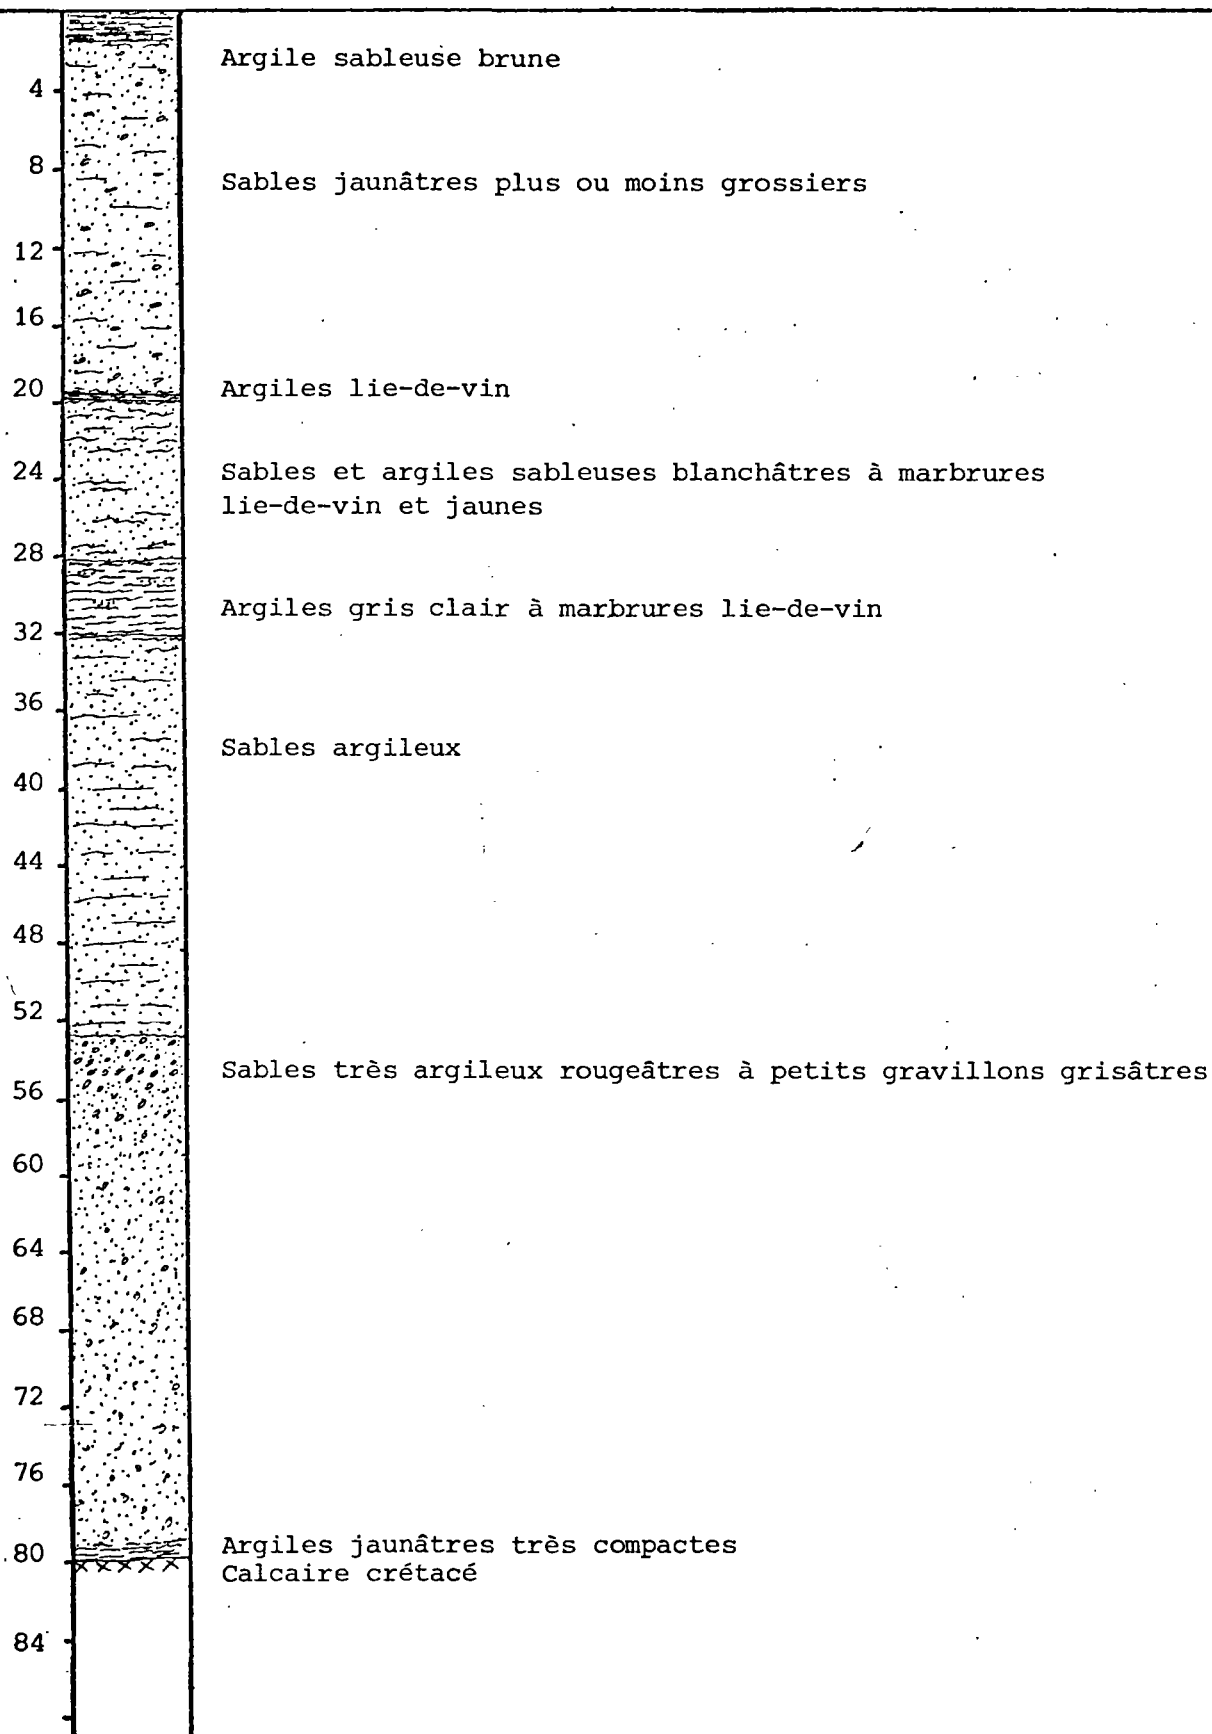 Argile sableuse brune
4
8
Sables jaunâtres plus ou moins grossiers
12
16
20
Argiles lie-de-vin
24
Sables et argiles sableuses blanchâtres à marbrures
lie-de-vin et jaunes
28
Argiles gris clair à marbrures lie-de-vin
32
36
Sables argileux
40
44
48
52
Sables très argileux rougeâtres à petits gravillons grisâtres
56
60
64
68
72
76
80
Argiles jaunâtres très compactes
Calcaire crétacé
84